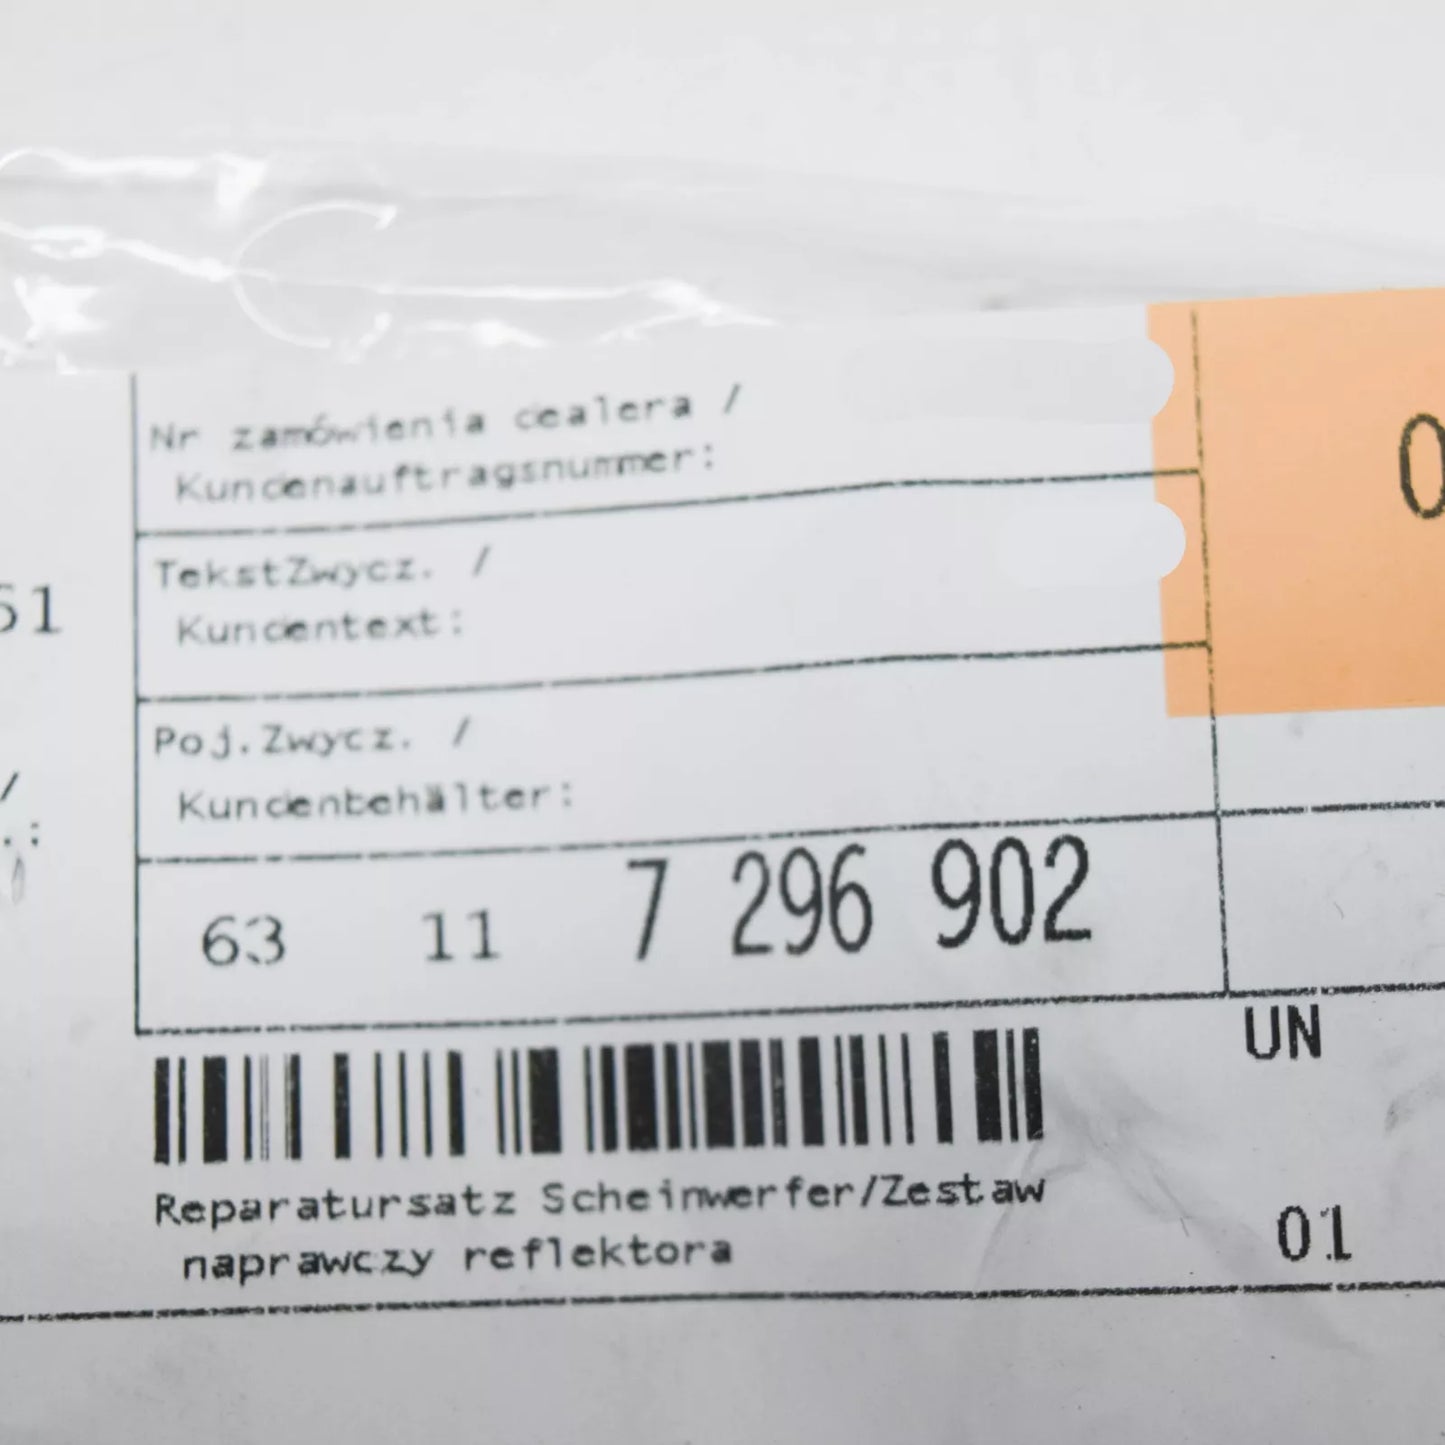 Nr zamówienia dealera /
Kundenauftragsnummer:
0
TekstZwycz. /
Kundentext:
61
Poj.Zwycz. /
Kundenbehälter:
/
.:
63 11 7 296 902
UN
Reparatursatz Scheinwerfer/Zestaw
naprawczy reflektora
01